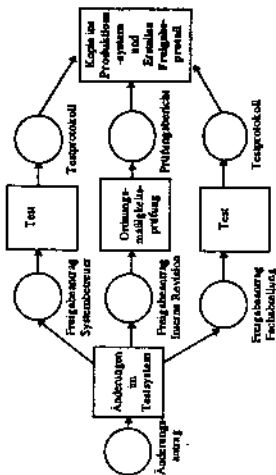 Kopie ins
Produktions
-system
und
Erstellen
Freigabe-
protokoll
Testprotokoll
Prüfungsbericht
Testprotokoll
Test
Ordnungs-
mäßigkeits-
prüfung
Test
Freigabeantrag
Systembetreuer
Freigabeantrag
Interne Revision
Freigabeantrag
Fachabteilung
Änderungen
im
Testsystem
Änderungs-
antrag